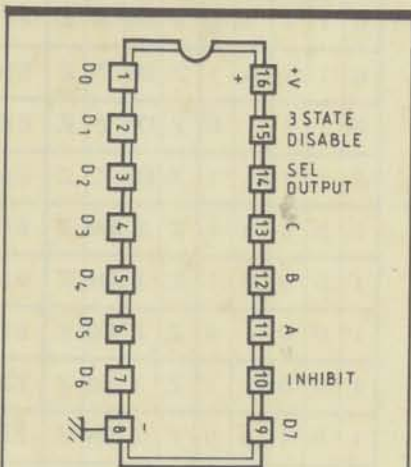 D0 1 16 + +V
D1 2 15 3 STATE
DISABLE
D2 3 14 SEL
OUTPUT
D3 4 13 C
D4 5 12 B
D5 6 11 A
D6 7 10 INHIBIT
8 - 9 D7